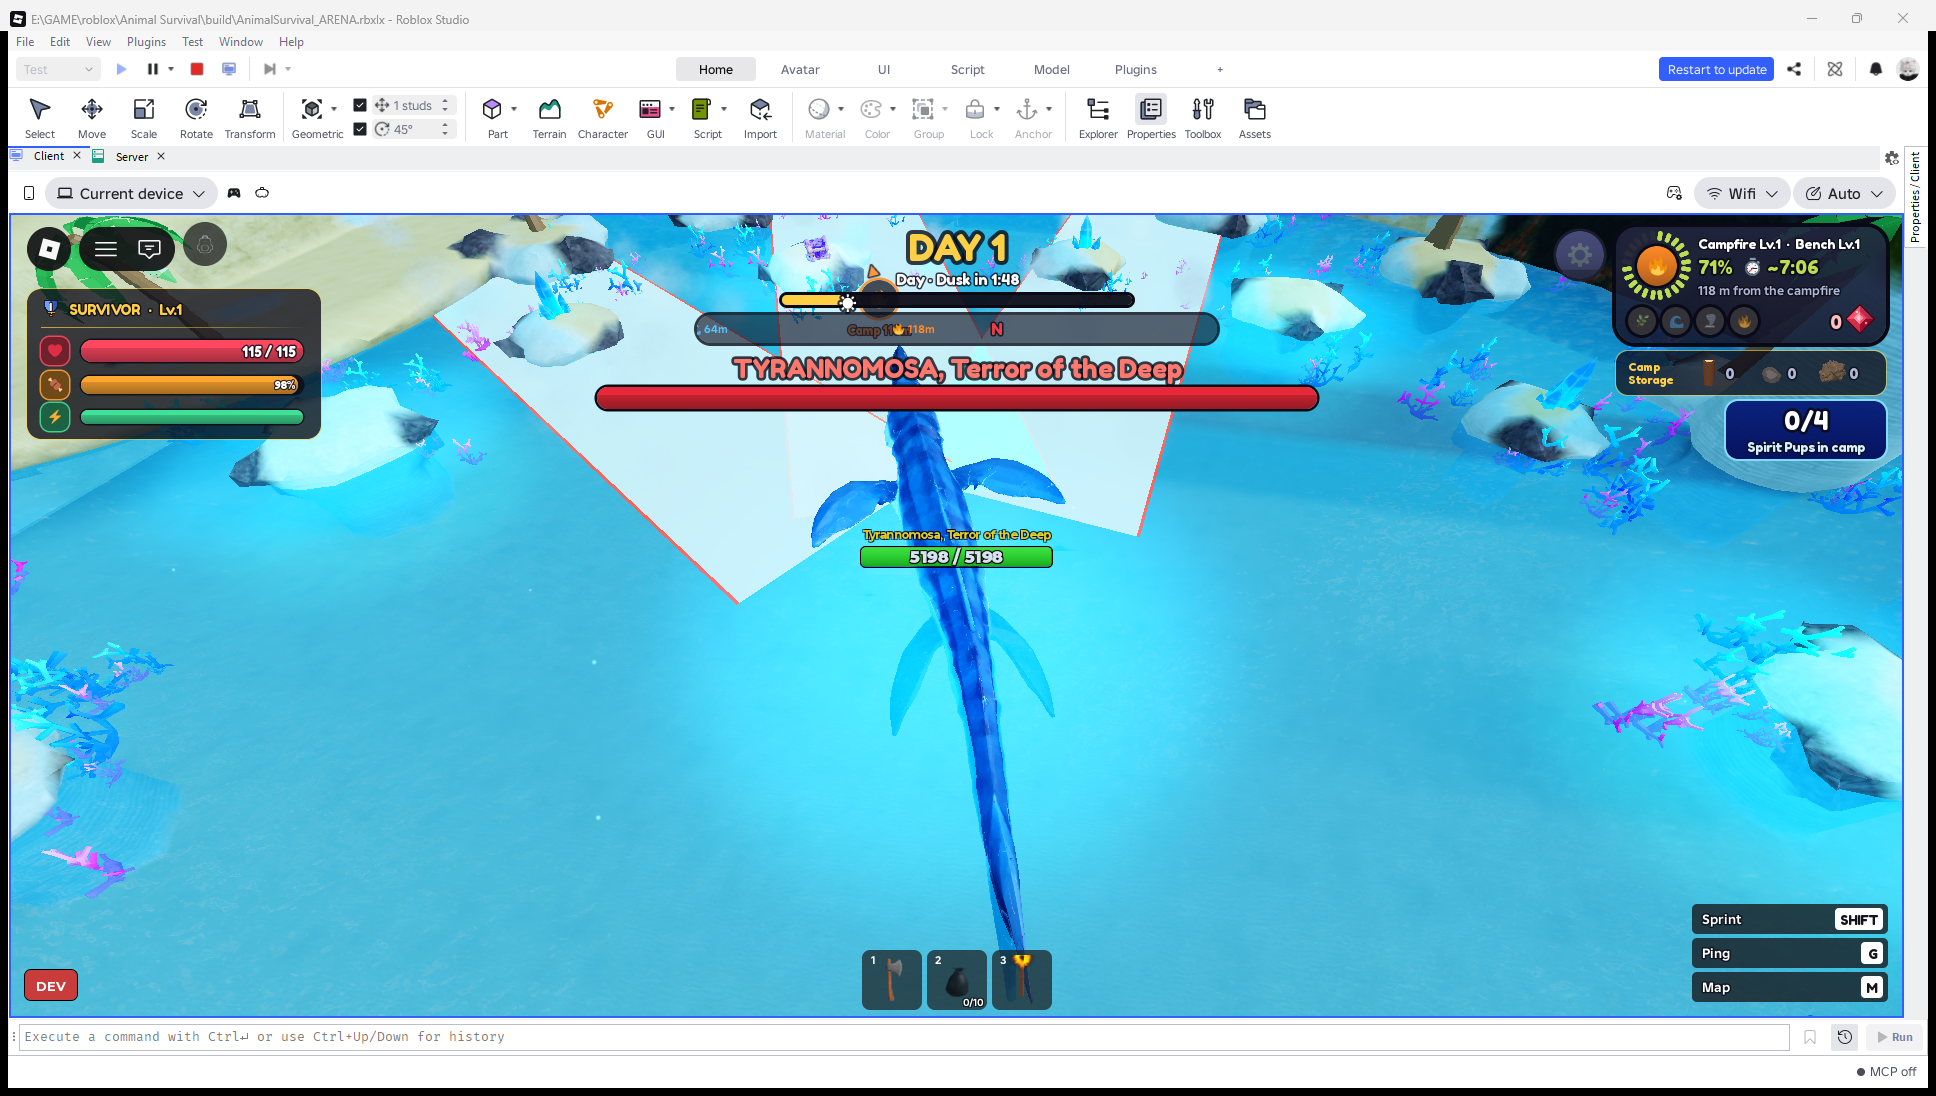 E:\GAME\roblox\Animal Survival\build\AnimalSurvival_ARENA.rbxlx - Roblox Studio
File Edit View Plugins Test Window Help
Test
Home Avatar UI Script Model Plugins +
Restart to update
1 studs
45°
Select Move Scale Rotate Transform Geometric Part Terrain Character GUI Script Import Material Color Group Lock Anchor Explorer Properties Toolbox Assets
Client Server
Properties / Client
Current device
Wifi Auto
DAY 1
Day · Dusk in 1:48
64m
118m
N
TYRANNOMOSA, Terror of the Deep
SURVIVOR · Lv.1
115 / 115
98%
Campfire Lv.1 · Bench Lv.1
71% ~7:06
118 m from the campfire
0
Camp Storage
0 0 0
0/4
Spirit Pups in camp
Tyrannomosa, Terror of the Deep
5198 / 5198
Sprint SHIFT
Ping G
Map M
DEV
1 2 3
0/10
Execute a command with Ctrl↵ or use Ctrl+Up/Down for history
Run
MCP off